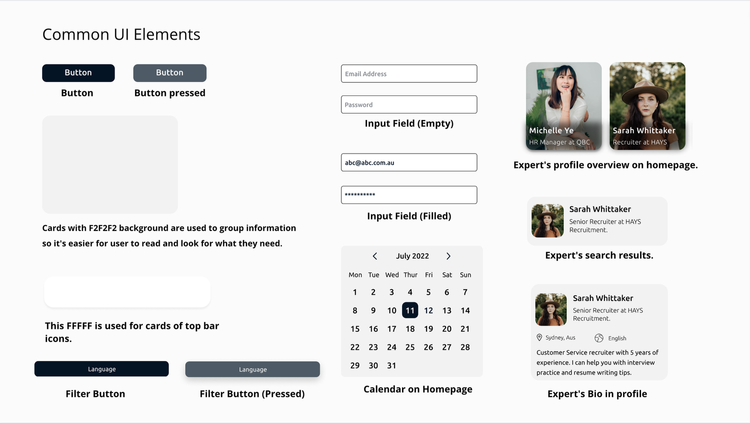 Common UI Elements
Button
Button
Button
Button pressed
Cards with F2F2F2 background are used to group information
so it's easier for user to read and look for what they need.
This FFFFF is used for cards of top bar
icons.
Language
Language
Filter Button
Filter Button (Pressed)
Email Address
Password
Input Field (Empty)
abc@abc.com.au
**********
Input Field (Filled)
July 2022
Mon Tue Wed Thur Fri Sat Sun
1 2 3 4 5 6 7
8 9 10 11 12 13 14
15 16 17 18 19 20 21
22 23 24 25 26 27 28
29 30 31
Calendar on Homepage
Michelle Ye
HR Manager at QBC
Sarah Whittaker
Recruiter at HAYS
Expert's profile overview on homepage.
Sarah Whittaker
Senior Recruiter at HAYS
Recruitment.
Expert's search results.
Sarah Whittaker
Senior Recruiter at HAYS
Recruitment.
Sydney, Aus
English
Customer Service recruiter with 5 years of
experience. I can help you with interview
practice and resume writing tips.
Expert's Bio in profile